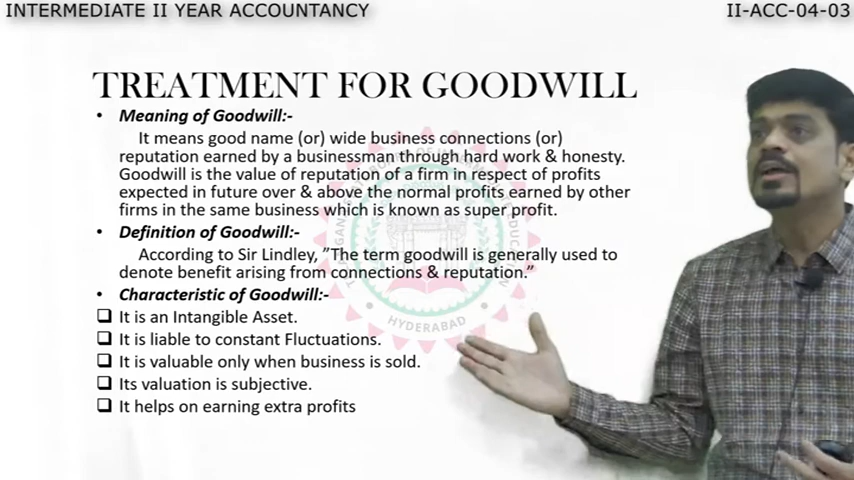 INTERMEDIATE II YEAR ACCOUNTANCY
II-ACC-04-03
TREATMENT FOR GOODWILL
• Meaning of Goodwill:-
It means good name (or) wide business connections (or)
reputation earned by a businessman through hard work & honesty.
Goodwill is the value of reputation of a firm in respect of profits
expected in future over & above the normal profits earned by other
firms in the same business which is known as super profit.
• Definition of Goodwill:-
According to Sir Lindley, ”The term goodwill is generally used to
denote benefit arising from connections & reputation.”
• Characteristic of Goodwill:-
❑ It is an Intangible Asset.
❑ It is liable to constant Fluctuations.
❑ It is valuable only when business is sold.
❑ Its valuation is subjective.
❑ It helps on earning extra profits
HYDERABAD